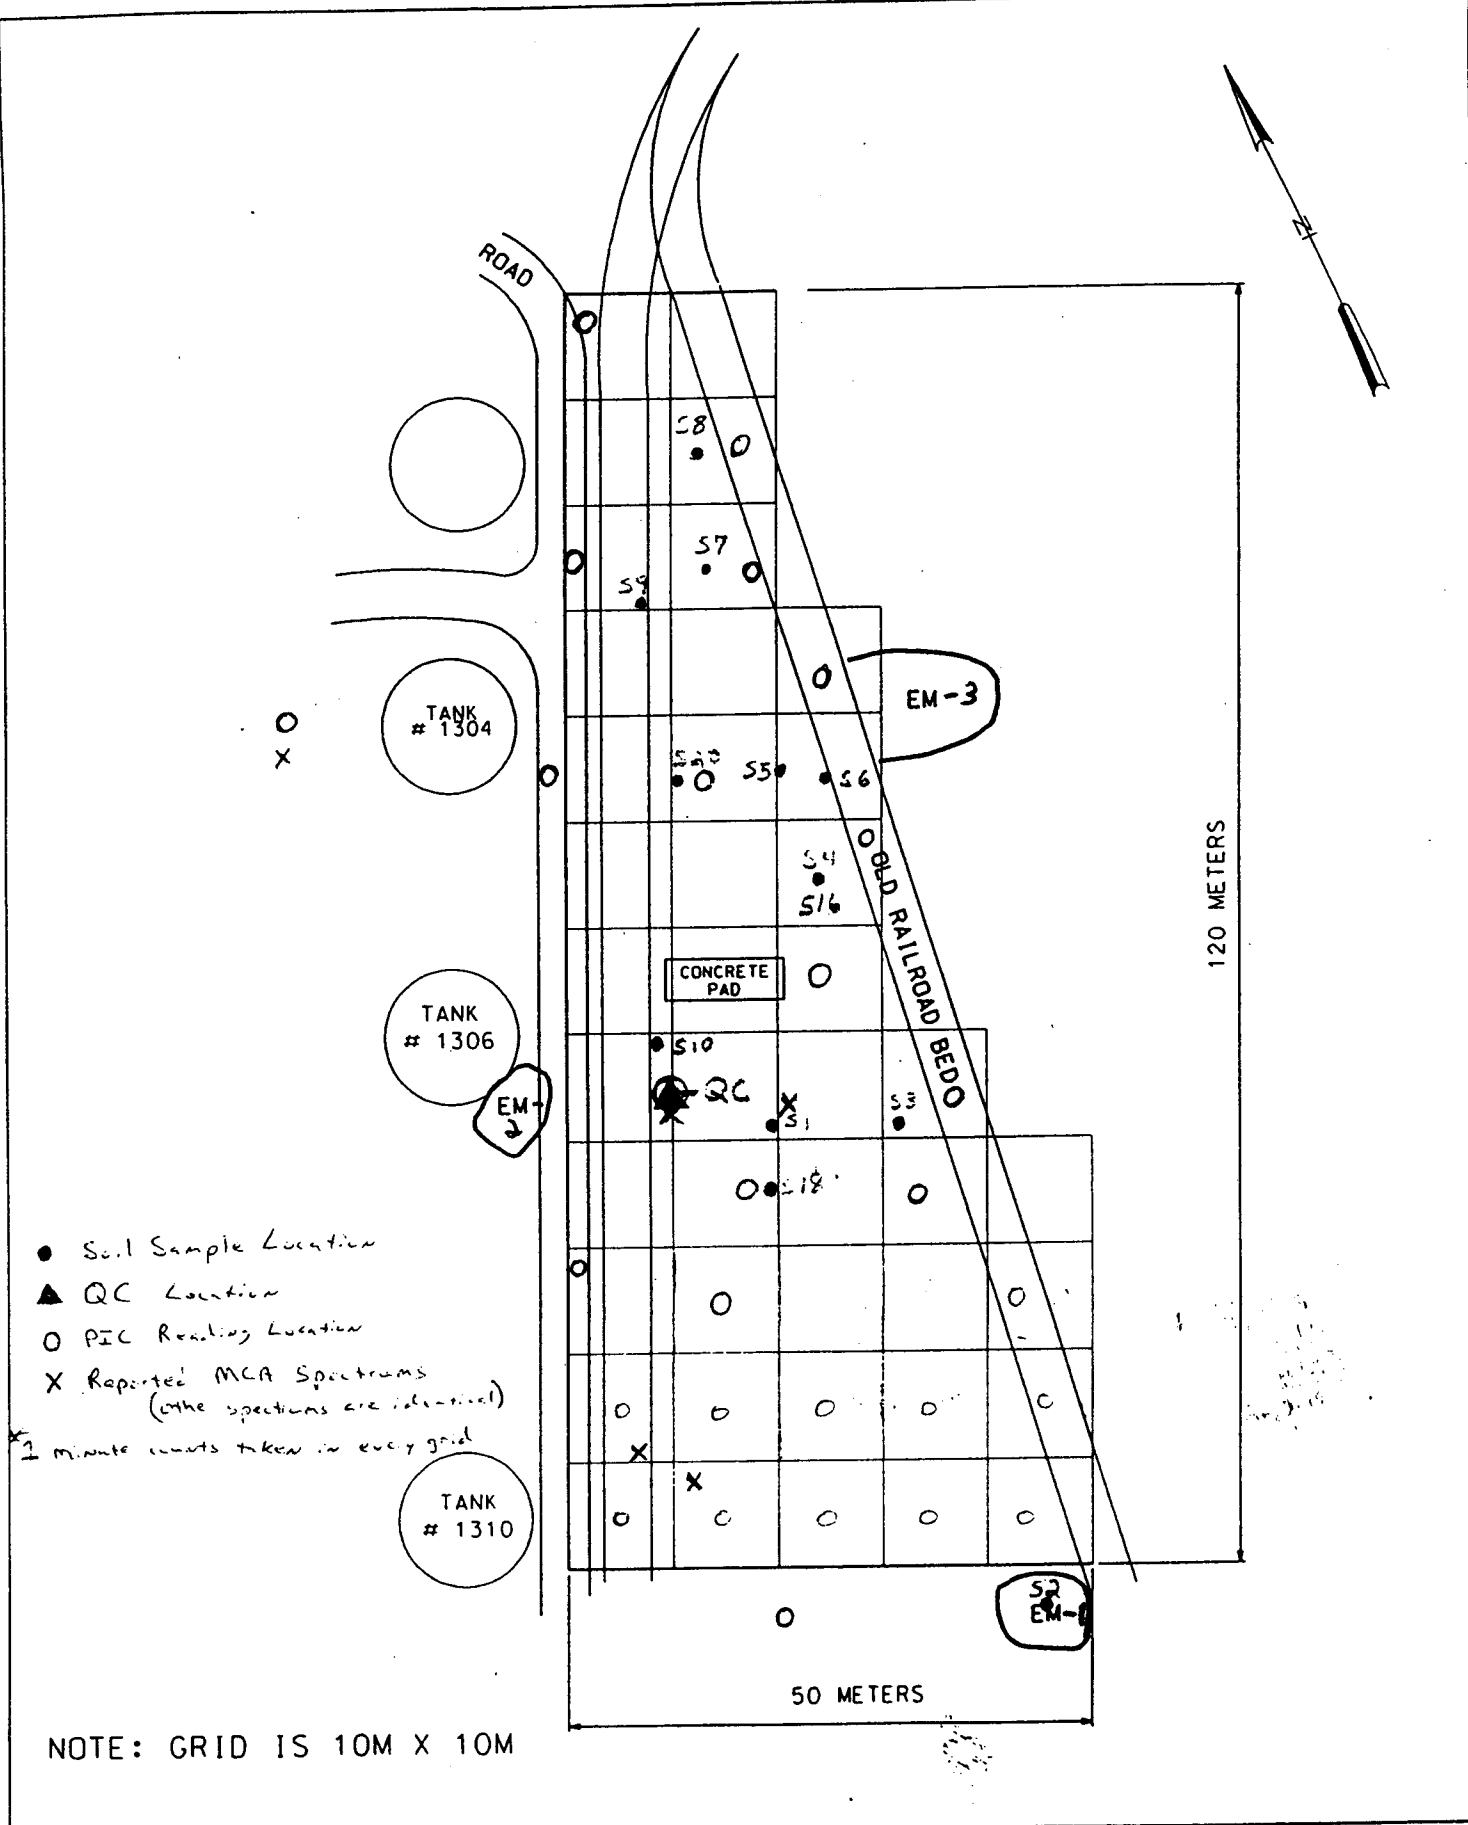 N
ROAD
S8
S7
S9
EM-3
TANK
# 1304
S5
S6
S4
S16
OLD RAILROAD BED
120 METERS
CONCRETE
PAD
TANK
# 1306
S10
QC
EM-
2
S1
S3
S18
● Soil Sample Location
▲ QC Location
O PIC Reading Location
X Reported MCA Spectrums
(other spectrums are identical)
* 1 minute counts taken in every grid
TANK
# 1310
S2
EM-1
50 METERS
NOTE: GRID IS 10M X 10M